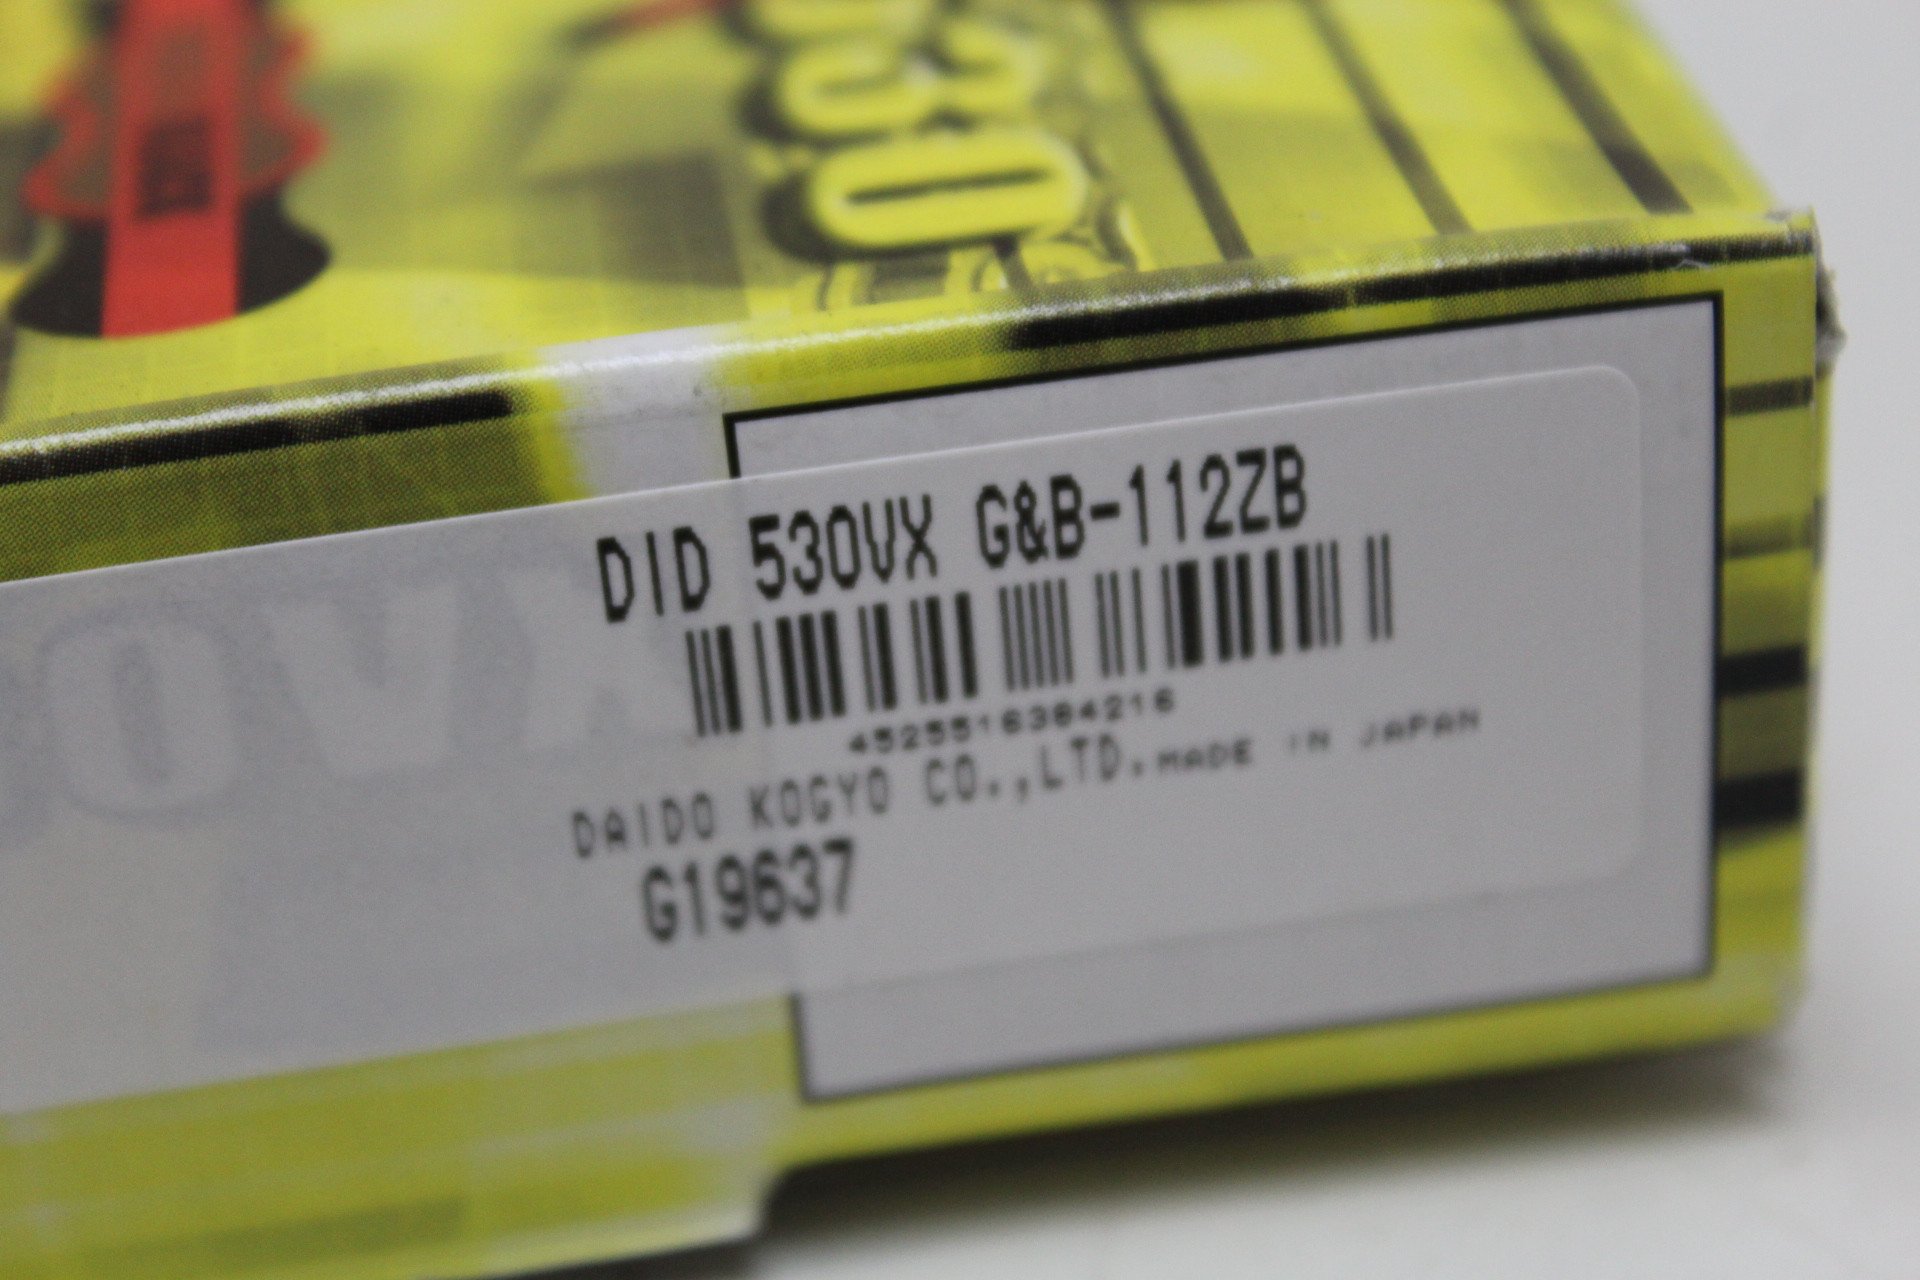 DID 530VX G&B-112ZB
4525516384216
DAIDO KOGYO CO.,LTD. MADE IN JAPAN
G19637